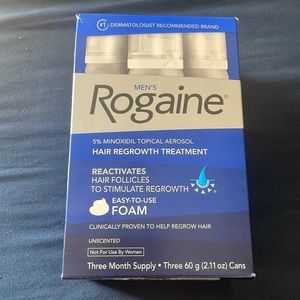 #1 DERMATOLOGIST RECOMMENDED BRAND
MEN'S
Rogaine®
5% MINOXIDIL TOPICAL AEROSOL
HAIR REGROWTH TREATMENT
REACTIVATES
HAIR FOLLICLES
TO STIMULATE REGROWTH
EASY-TO-USE
FOAM
CLINICALLY PROVEN TO HELP REGROW HAIR
UNSCENTED
Not For Use By Women
Three Month Supply • Three 60 g (2.11 oz) Cans